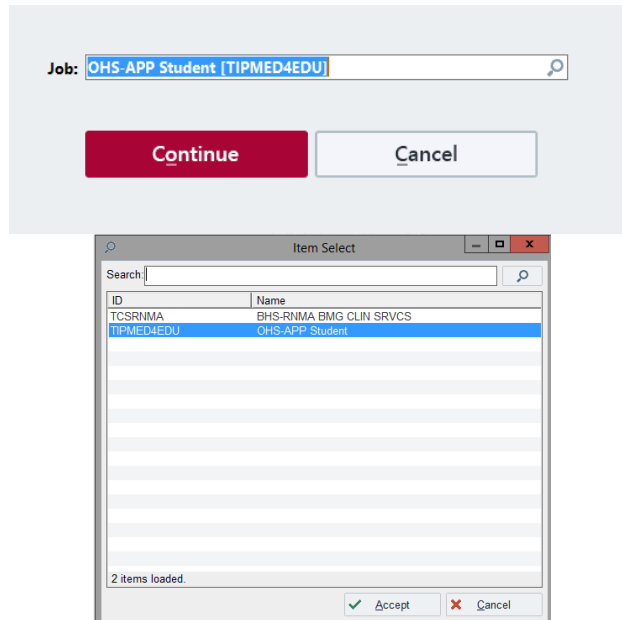 Job: OHS-APP Student [TIPMED4EDU]
Continue Cancel
Item Select
Search:
ID Name
TCSRNMA BHS-RNMA BMG CLIN SRVCS
TIPMED4EDU OHS-APP Student
2 items loaded.
Accept Cancel